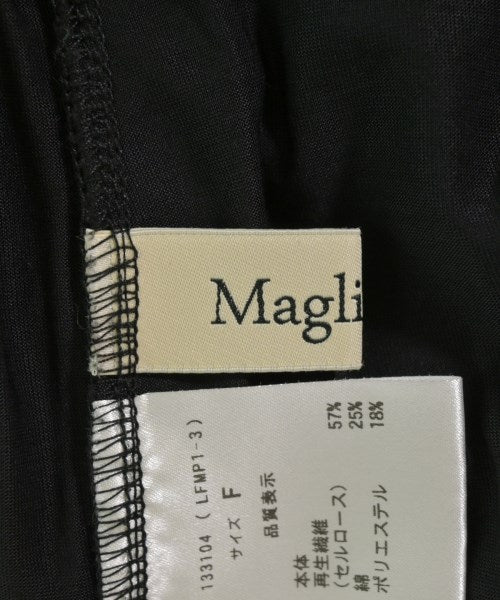 Magli
133104 (LFMP1-3)
サイズ F
品質表示
本体
再生繊維 57%
(セルロース)
綿 25%
ポリエステル 18%